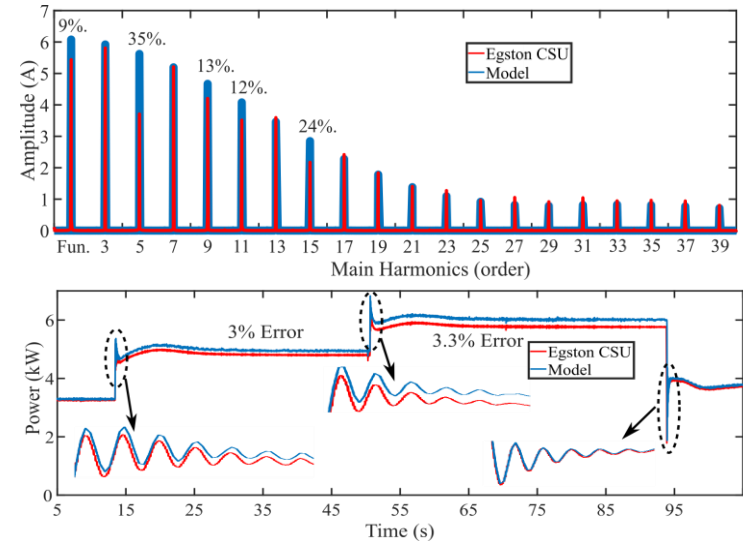 7
6
5
4
3
2
1
0
Amplitude (A)
9%.
35%.
13%.
12%.
24%.
Egston CSU
Model
Fun. 3 5 7 9 11 13 15 17 19 21 23 25 27 29 31 33 35 37 39
Main Harmonics (order)
6
4
2
0
Power (kW)
3% Error
3.3% Error
Egston CSU
Model
5 15 25 35 45 55 65 75 85 95
Time (s)